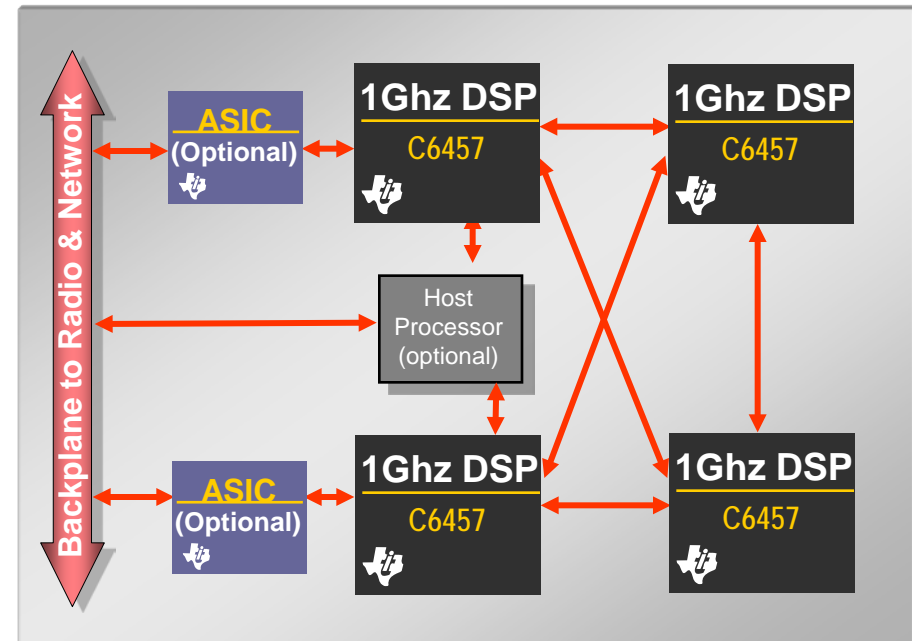 Backplane to Radio & Network
ASIC
(Optional)
1Ghz DSP
C6457
1Ghz DSP
C6457
Host
Processor
(optional)
ASIC
(Optional)
1Ghz DSP
C6457
1Ghz DSP
C6457